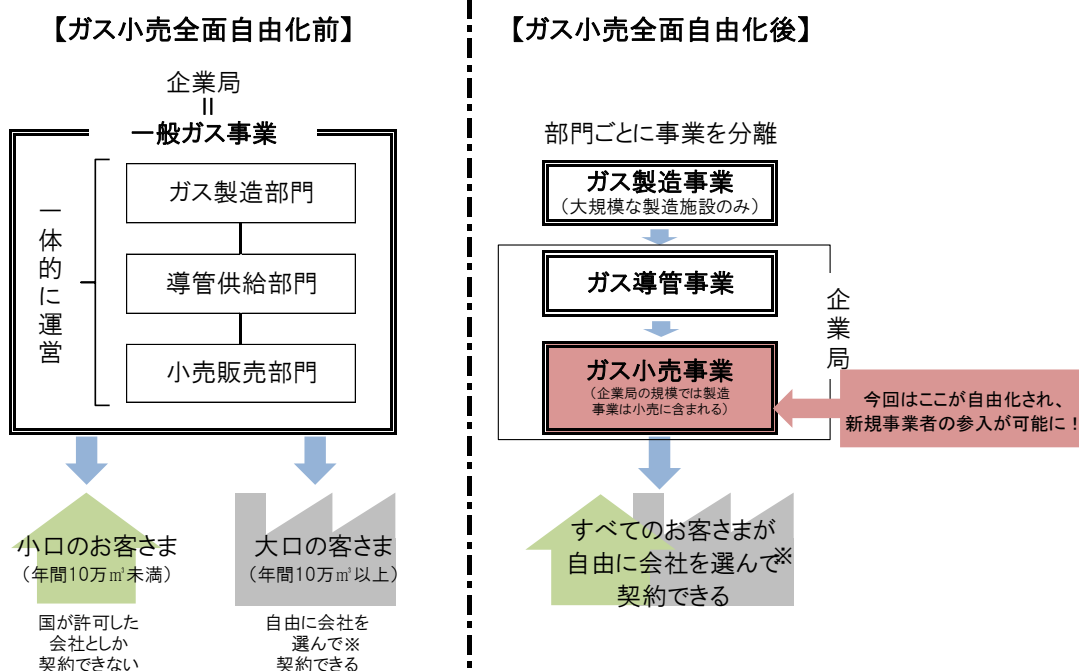 【ガス小売全面自由化前】
企業局
=
一般ガス事業
一体的に運営
ガス製造部門
導管供給部門
小売販売部門
小口のお客さま
（年間10万㎥未満）
国が許可した
会社としか
契約できない
大口の客さま
（年間10万㎥以上）
自由に会社を
選んで※
契約できる
【ガス小売全面自由化後】
部門ごとに事業を分離
ガス製造事業
（大規模な製造施設のみ）
ガス導管事業
ガス小売事業
（企業局の規模では製造
事業は小売に含まれる）
企業局
今回はここが自由化され、
新規事業者の参入が可能に！
すべてのお客さまが
自由に会社を選んで※
契約できる